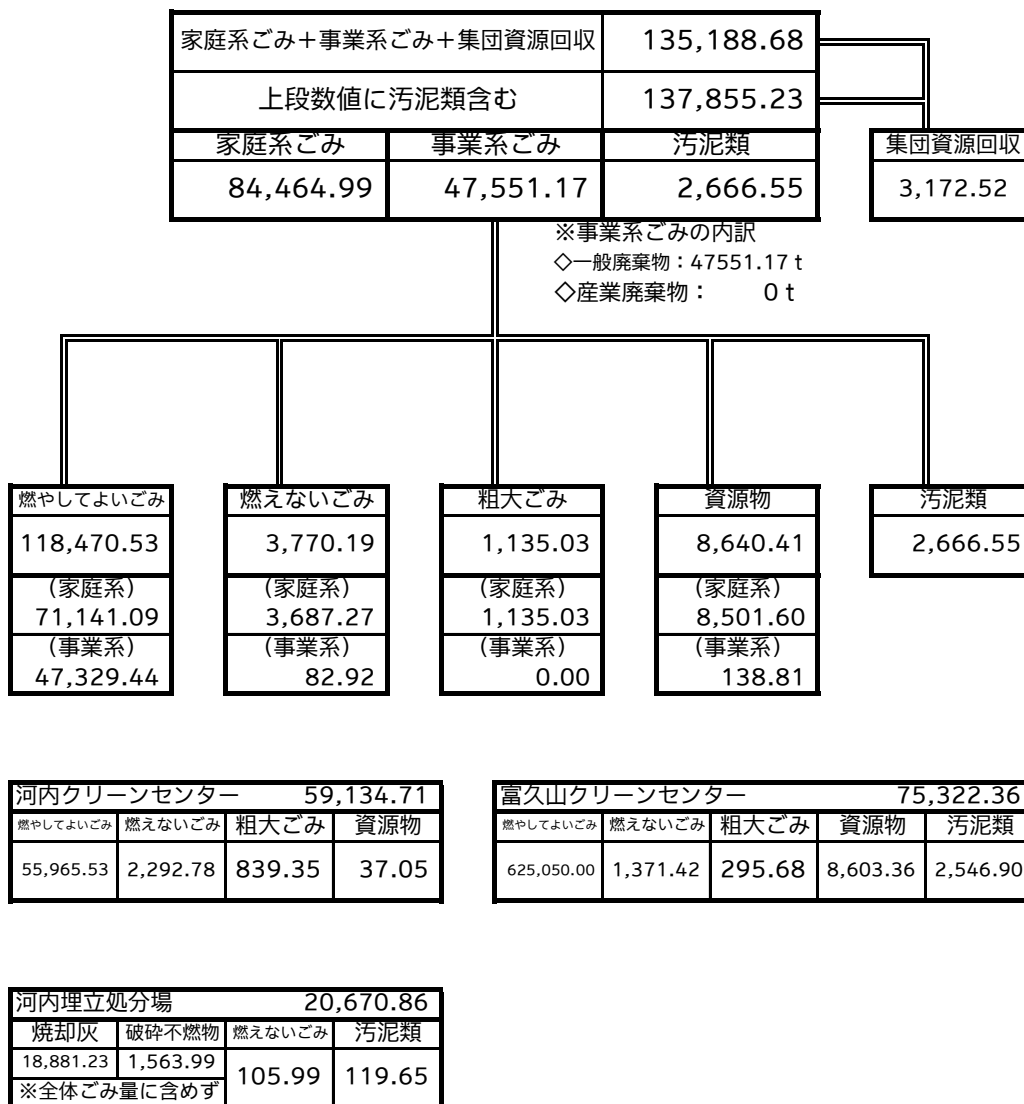 家庭系ごみ＋事業系ごみ＋集団資源回収 135,188.68
上段数値に汚泥類含む 137,855.23
家庭系ごみ 事業系ごみ 汚泥類 集団資源回収
84,464.99 47,551.17 2,666.55 3,172.52
※事業系ごみの内訳
◇一般廃棄物：47551.17ｔ
◇産業廃棄物： 0ｔ
燃やしてよいごみ 燃えないごみ 粗大ごみ 資源物 汚泥類
118,470.53 3,770.19 1,135.03 8,640.41 2,666.55
(家庭系) (家庭系) (家庭系) (家庭系)
71,141.09 3,687.27 1,135.03 8,501.60
(事業系) (事業系) (事業系) (事業系)
47,329.44 82.92 0.00 138.81
河内クリーンセンター 59,134.71 富久山クリーンセンター 75,322.36
燃やしてよいごみ 燃えないごみ 粗大ごみ 資源物 燃やしてよいごみ 燃えないごみ 粗大ごみ 資源物 汚泥類
55,965.53 2,292.78 839.35 37.05 625,050.00 1,371.42 295.68 8,603.36 2,546.90
河内埋立処分場 20,670.86
焼却灰 破砕不燃物 燃えないごみ 汚泥類
18,881.23 1,563.99 105.99 119.65
※全体ごみ量に含めず